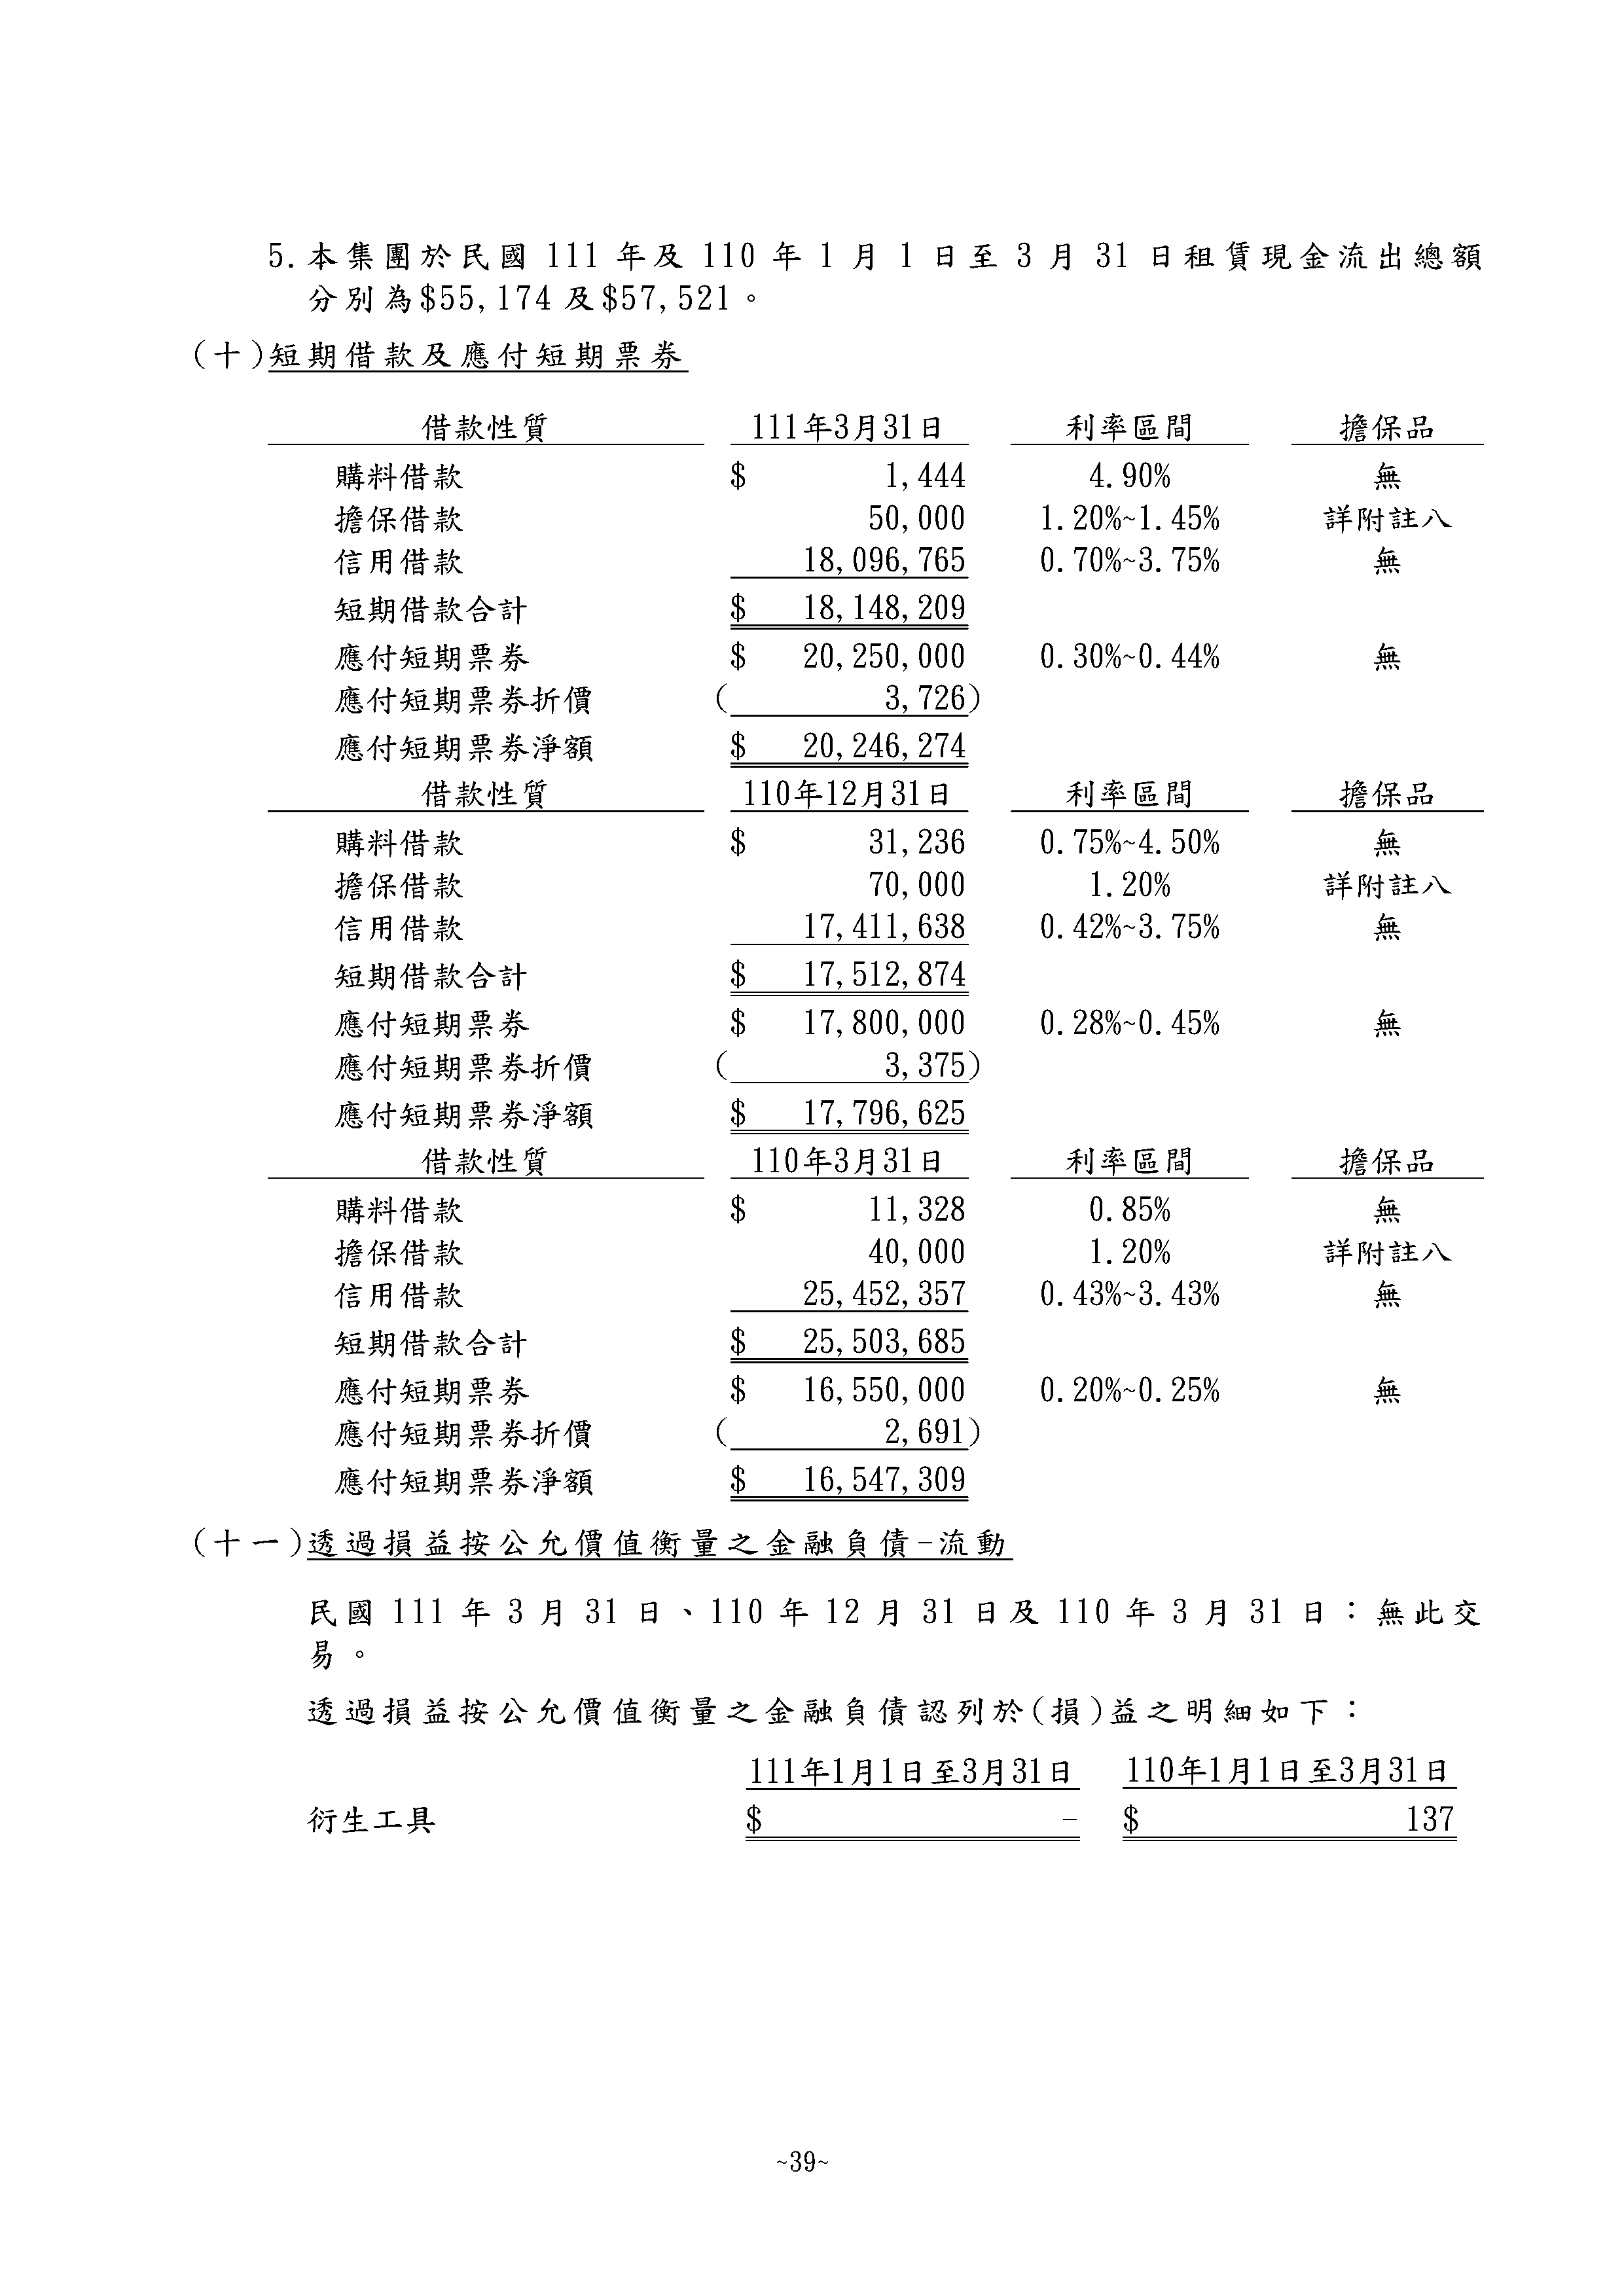 5.本集團於民國 111 年及 110 年 1 月 1 日至 3 月 31 日租賃現金流出總額
分別為$55,174 及$57,521。
(十)短期借款及應付短期票券
借款性質 111年3月31日 利率區間 擔保品
購料借款 $ 1,444 4.90% 無
擔保借款 50,000 1.20%~1.45% 詳附註八
信用借款 18,096,765 0.70%~3.75% 無
短期借款合計 $ 18,148,209
應付短期票券 $ 20,250,000 0.30%~0.44% 無
應付短期票券折價 ( 3,726)
應付短期票券淨額 $ 20,246,274
借款性質 110年12月31日 利率區間 擔保品
購料借款 $ 31,236 0.75%~4.50% 無
擔保借款 70,000 1.20% 詳附註八
信用借款 17,411,638 0.42%~3.75% 無
短期借款合計 $ 17,512,874
應付短期票券 $ 17,800,000 0.28%~0.45% 無
應付短期票券折價 ( 3,375)
應付短期票券淨額 $ 17,796,625
借款性質 110年3月31日 利率區間 擔保品
購料借款 $ 11,328 0.85% 無
擔保借款 40,000 1.20% 詳附註八
信用借款 25,452,357 0.43%~3.43% 無
短期借款合計 $ 25,503,685
應付短期票券 $ 16,550,000 0.20%~0.25% 無
應付短期票券折價 ( 2,691)
應付短期票券淨額 $ 16,547,309
(十一)透過損益按公允價值衡量之金融負債-流動
民國 111 年 3 月 31 日、110 年 12 月 31 日及 110 年 3 月 31 日：無此交
易。
透過損益按公允價值衡量之金融負債認列於(損)益之明細如下：
111年1月1日至3月31日 110年1月1日至3月31日
衍生工具 $ - $ 137
~39~